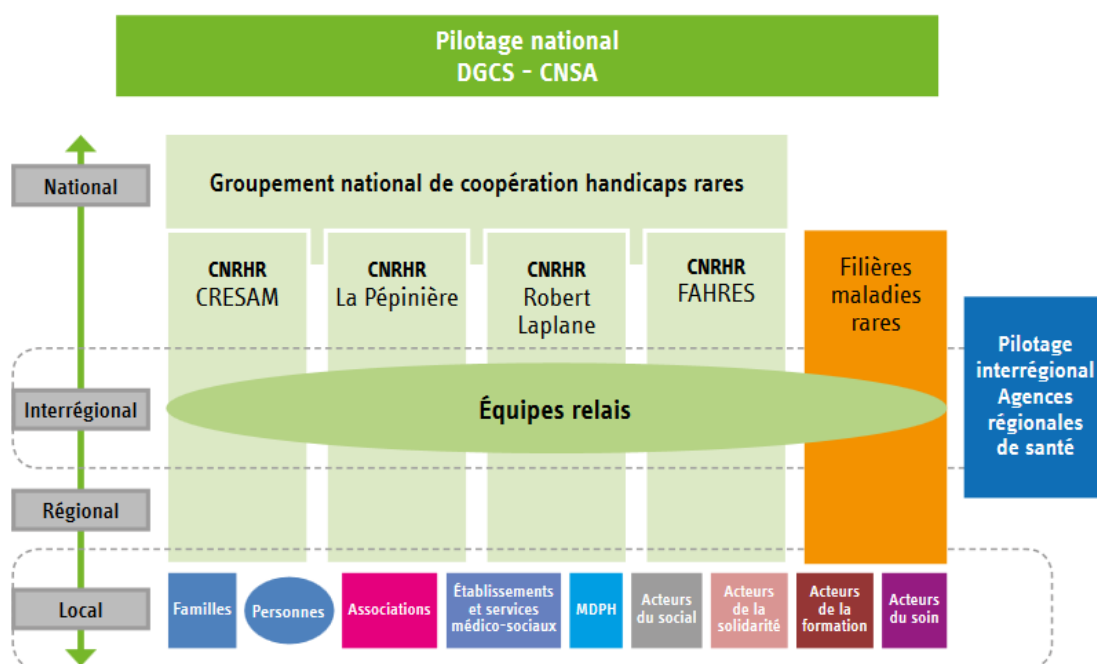 Pilotage national
DGCS - CNSA
National
Groupement national de coopération handicaps rares
CNRHR
CRESAM
CNRHR
La Pépinière
CNRHR
Robert
Laplane
CNRHR
FAHRES
Filières
maladies
rares
Pilotage
interrégional
Agences
régionales
de santé
Interrégional
Équipes relais
Régional
Local
Familles
Personnes
Associations
Établissements
et services
médico-sociaux
MDPH
Acteurs
du social
Acteurs
de la
solidarité
Acteurs
de la
formation
Acteurs
du soin